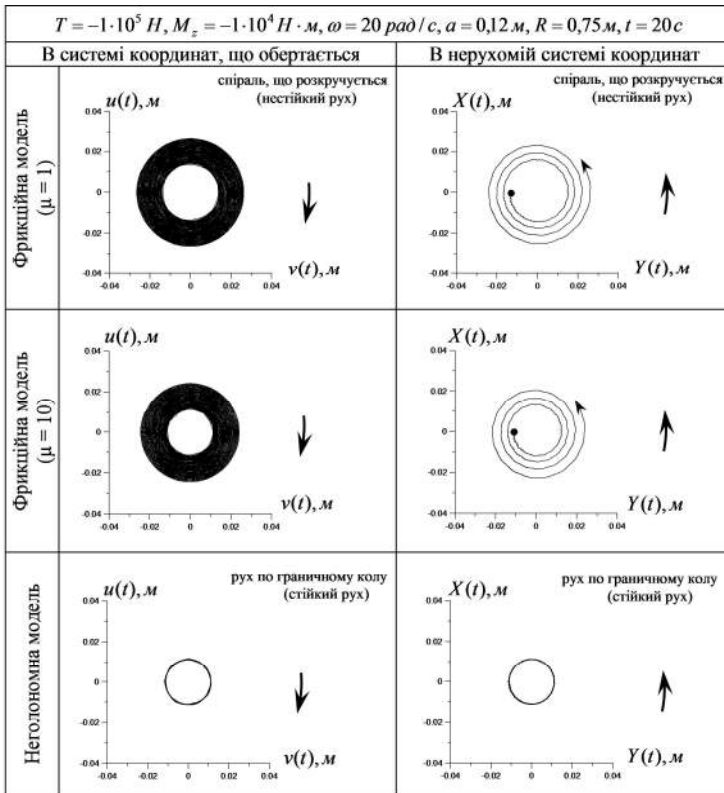 T = −1·10⁵ H, M_z = −1·10⁴ H·м, ω = 20 рад/с, a = 0,12 м, R = 0,75 м, t = 20 с
В системі координат, що обертається
В нерухомій системі координат
Фрикційна модель
(μ = 1)
u(t), м
спіраль, що розкручується
(нестійкий рух)
0.04
0.02
0
-0.02
-0.04
-0.04 -0.02 0 0.02 0.04
v(t), м
X(t), м
спіраль, що розкручується
(нестійкий рух)
0.04
0.02
0
-0.02
-0.04
-0.04 -0.02 0 0.02 0.04
Y(t), м
Фрикційна модель
(μ = 10)
u(t), м
0.04
0.02
0
-0.02
-0.04
-0.04 -0.02 0 0.02 0.04
v(t), м
X(t), м
0.04
0.02
0
-0.02
-0.04
-0.04 -0.02 0 0.02 0.04
Y(t), м
Неголономна модель
u(t), м
рух по граничному колу
(стійкий рух)
0.04
0.02
0
-0.02
-0.04
-0.04 -0.02 0 0.02 0.04
v(t), м
X(t), м
рух по граничному колу
(стійкий рух)
0.04
0.02
0
-0.02
-0.04
-0.04 -0.02 0 0.02 0.04
Y(t), м